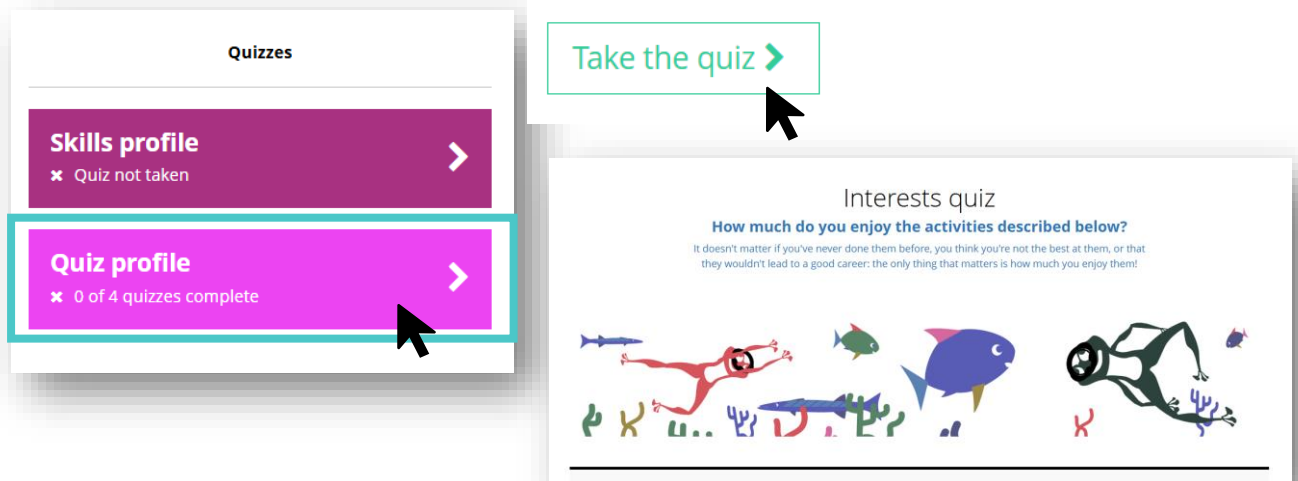 Quizzes
Skills profile
✖ Quiz not taken
Quiz profile
✖ 0 of 4 quizzes complete
Take the quiz
Interests quiz
How much do you enjoy the activities described below?
It doesn't matter if you've never done them before, you think you're not the best at them, or that
they wouldn't lead to a good career: the only thing that matters is how much you enjoy them!